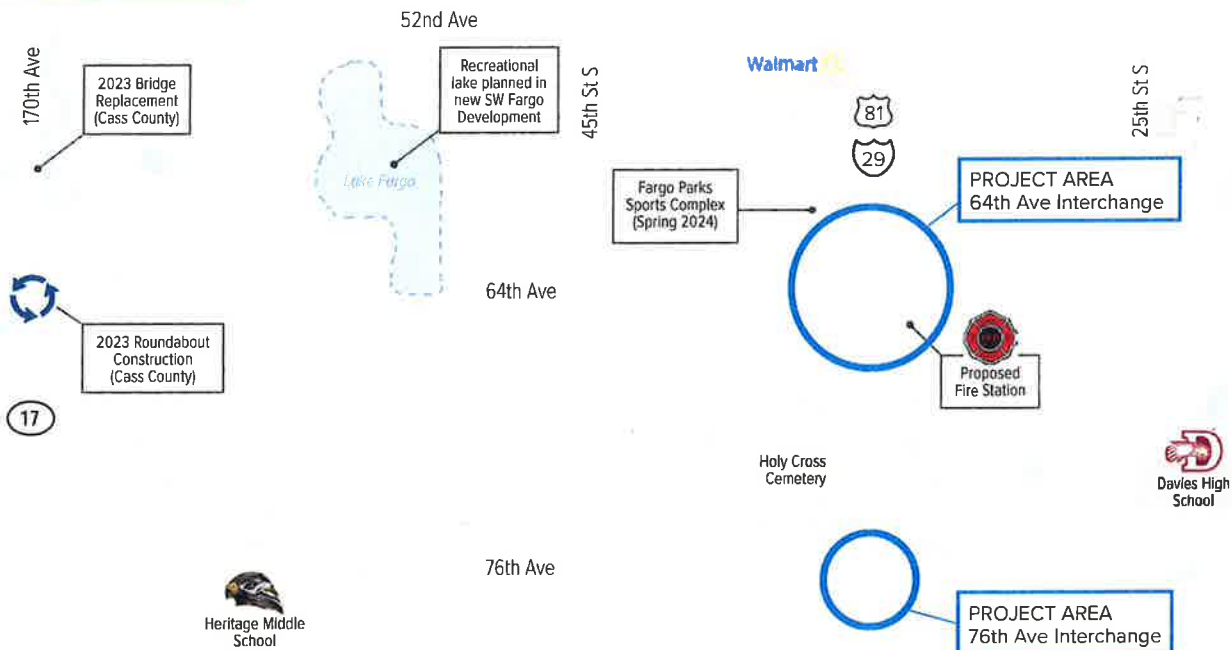 52nd Ave
170th Ave
2023 Bridge
Replacement
(Cass County)
Recreational
lake planned in
new SW Fargo
Development
45th St S
Walmart
81
29
25th St S
Lake Fargo
Fargo Parks
Sports Complex
(Spring 2024)
PROJECT AREA
64th Ave Interchange
64th Ave
2023 Roundabout
Construction
(Cass County)
Proposed
Fire Station
17
Holy Cross
Cemetery
D
Davies High
School
76th Ave
Heritage Middle
School
PROJECT AREA
76th Ave Interchange